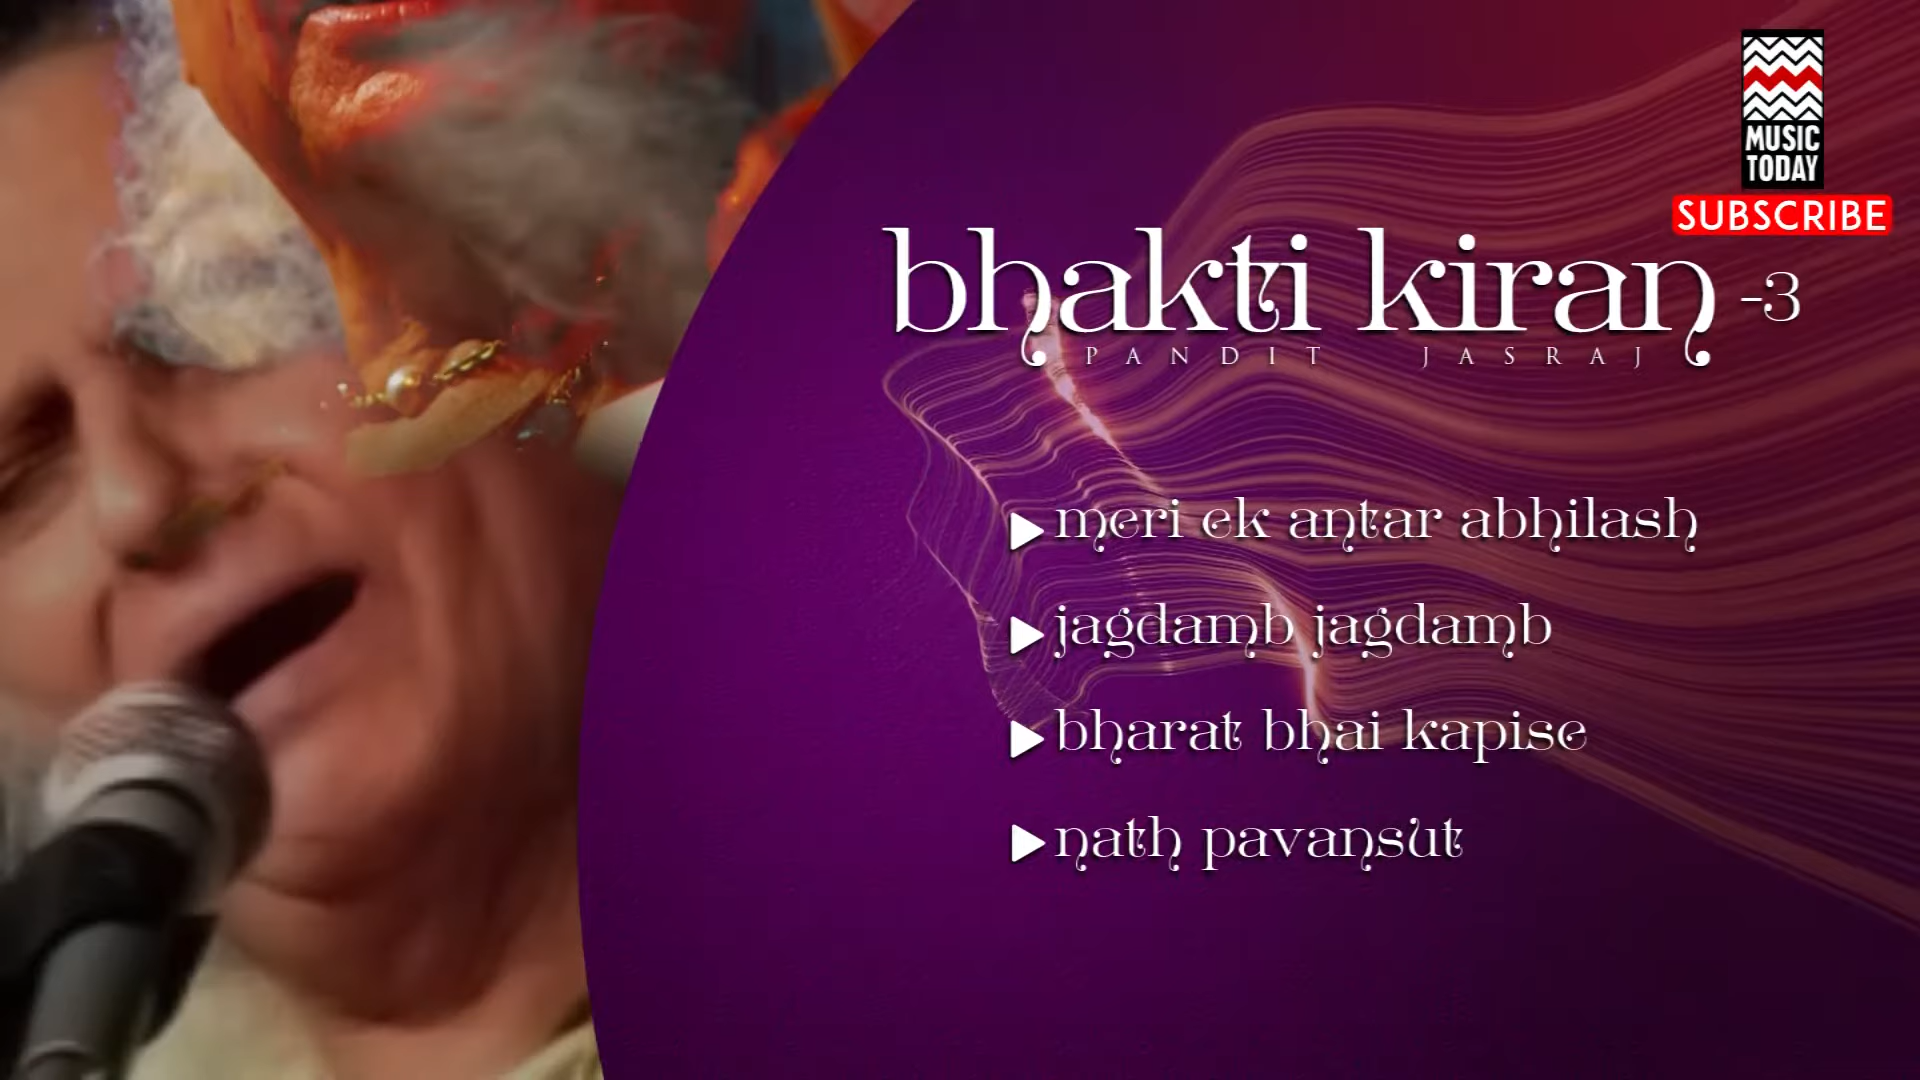 MUSIC
TODAY
SUBSCRIBE
bhakti kiran -3
PANDIT JASRAJ
meri ek antar abhilash
jagdamb jagdamb
bharat bhai kapise
nath pavansut